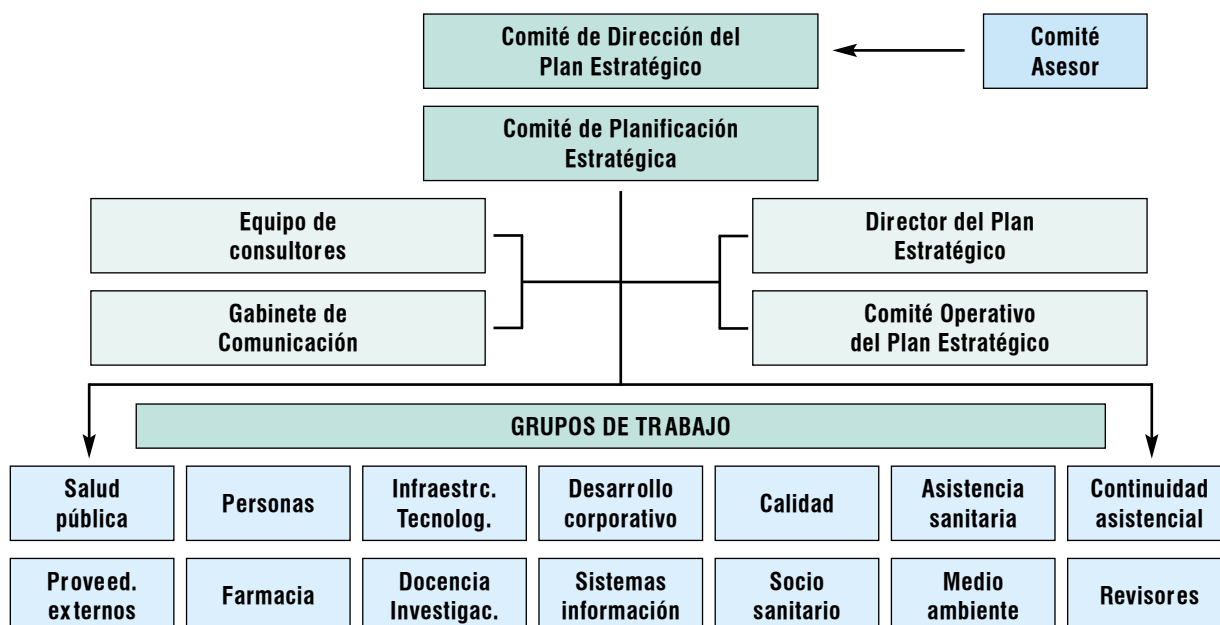 Comité de Dirección del
Plan Estratégico
Comité
Asesor
Comité de Planificación
Estratégica
Equipo de
consultores
Director del Plan
Estratégico
Gabinete de
Comunicación
Comité Operativo
del Plan Estratégico
GRUPOS DE TRABAJO
Salud
pública
Personas
Infraestrc.
Tecnolog.
Desarrollo
corporativo
Calidad
Asistencia
sanitaria
Continuidad
asistencial
Proveed.
externos
Farmacia
Docencia
Investigac.
Sistemas
información
Socio
sanitario
Medio
ambiente
Revisores